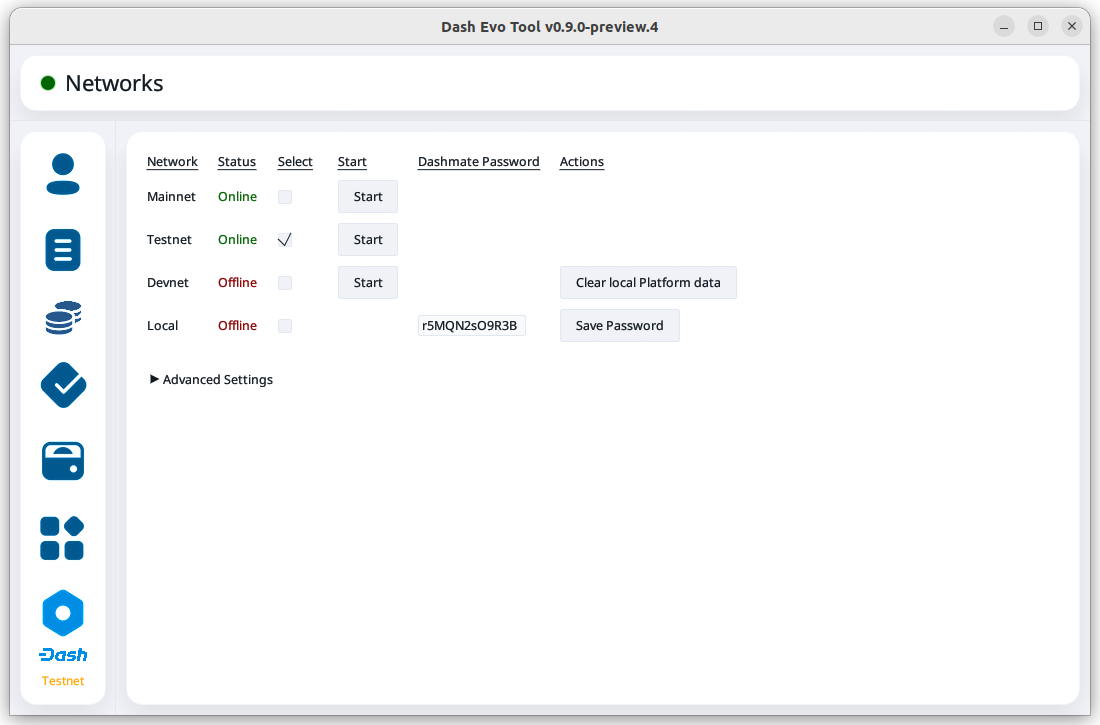 Dash Evo Tool v0.9.0-preview.4
Networks
Network Status Select Start Dashmate Password Actions
Mainnet Online Start
Testnet Online Start
Devnet Offline Start Clear local Platform data
Local Offline r5MQN2sO9R3B Save Password
Advanced Settings
Dash
Testnet